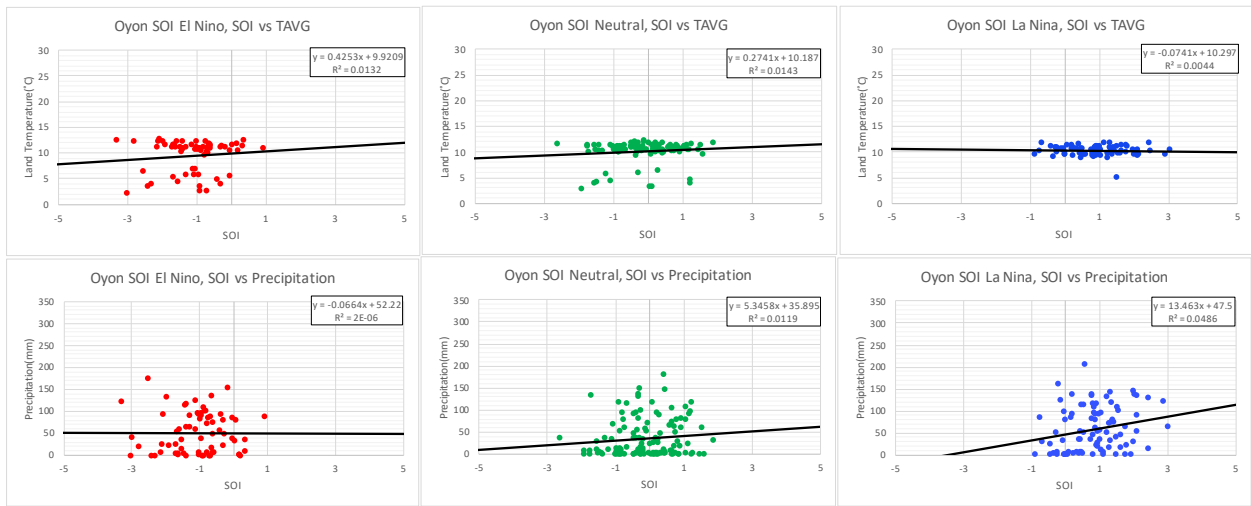 Oyon SOI El Nino, SOI vs TAVG
y = 0.4253x + 9.9209
R² = 0.0132
Land Temperature(°C)
30
25
20
15
10
5
0
-5 -3 -1 1 3 5
SOI
Oyon SOI Neutral, SOI vs TAVG
y = 0.2741x + 10.187
R² = 0.0143
Land Temperature(°C)
30
25
20
15
10
5
0
-5 -3 -1 1 3 5
SOI
Oyon SOI La Nina, SOI vs TAVG
y = -0.0741x + 10.297
R² = 0.0044
Land Temperature(°C)
30
25
20
15
10
5
0
-5 -3 -1 1 3 5
SOI
Oyon SOI El Nino, SOI vs Precipitation
y = -0.0664x + 52.22
R² = 2E-06
Precipitation(mm)
350
300
250
200
150
100
50
0
-5 -3 -1 1 3 5
SOI
Oyon SOI Neutral, SOI vs Precipitation
y = 5.3458x + 35.895
R² = 0.0119
Precipitation(mm)
350
300
250
200
150
100
50
0
-5 -3 -1 1 3 5
SOI
Oyon SOI La Nina, SOI vs Precipitation
y = 13.463x + 47.5
R² = 0.0486
Precipitation(mm)
350
300
250
200
150
100
50
0
-5 -3 -1 1 3 5
SOI